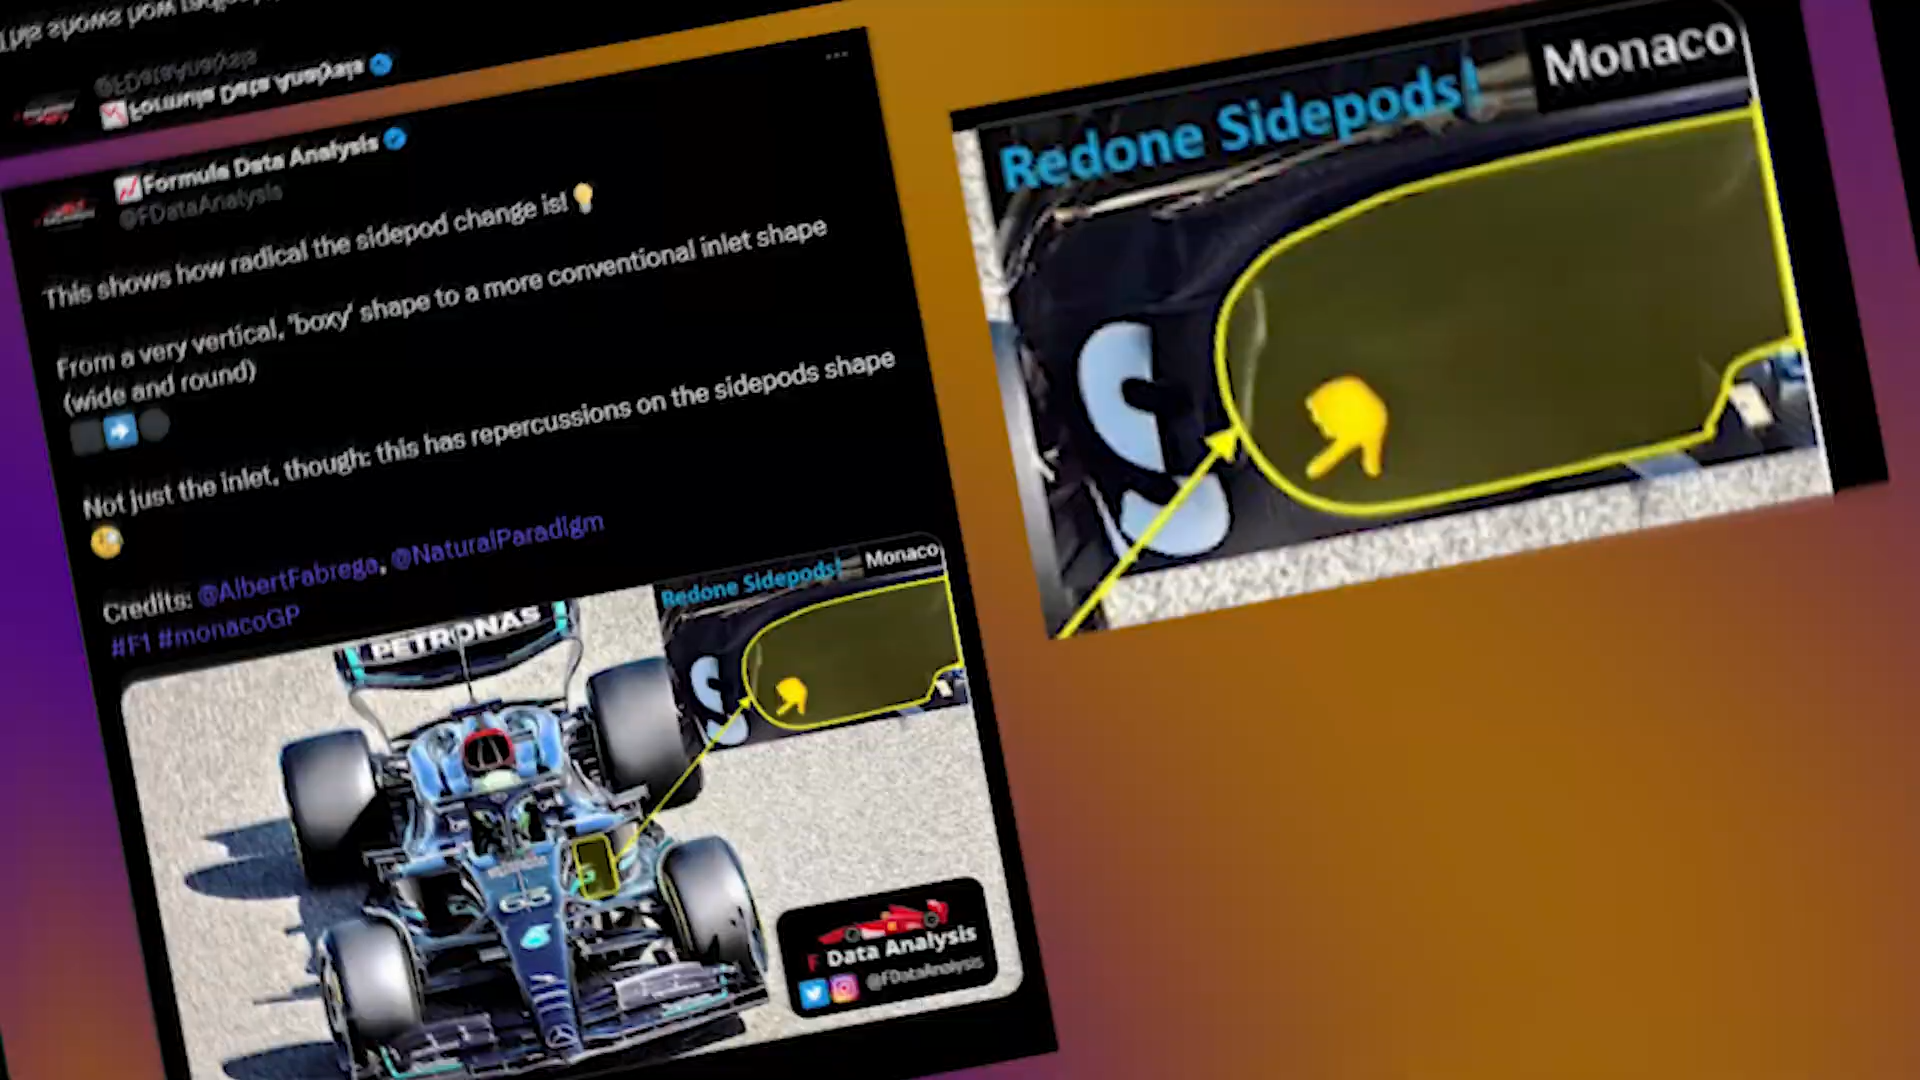 Formula Data Analysis
@FDataAnalysis
This shows how radical the sidepod change is!
From a very vertical, 'boxy' shape to a more conventional inlet shape
(wide and round)
Not just the inlet, though: this has repercussions on the sidepods shape
Credits: @AlbertFabrega, @NaturalParadigm
#F1 #monacoGP
PETRONAS
Redone Sidepods!
Monaco
63
F Data Analysis
@FDataAnalysis
Redone Sidepods!
Monaco